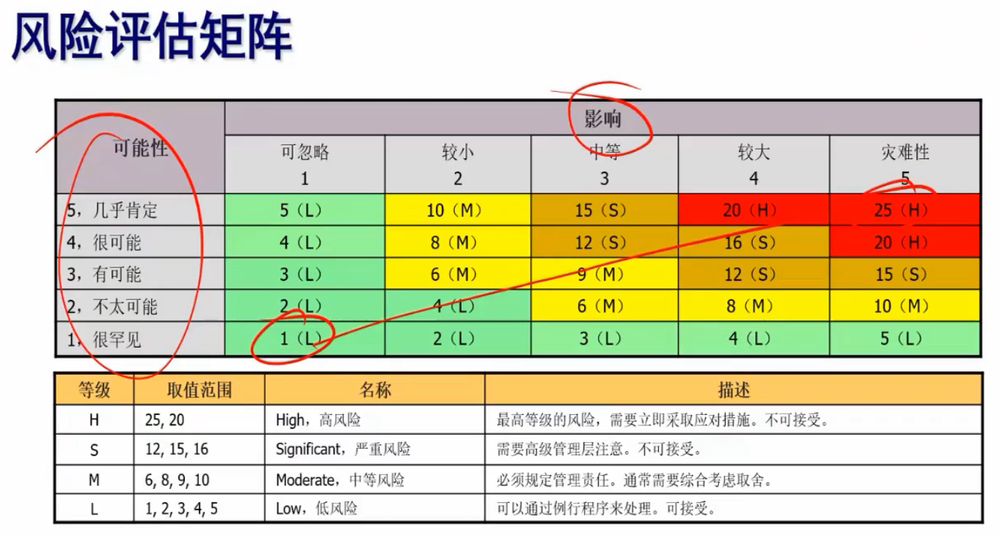 风险评估矩阵
可能性 影响
可忽略 较小 中等 较大 灾难性
1 2 3 4 5
5，几乎肯定 5（L） 10（M） 15（S） 20（H） 25（H）
4，很可能 4（L） 8（M） 12（S） 16（S） 20（H）
3，有可能 3（L） 6（M） 9（M） 12（S） 15（S）
2，不太可能 2（L） 4（L） 6（M） 8（M） 10（M）
1，很罕见 1（L） 2（L） 3（L） 4（L） 5（L）
等级 取值范围 名称 描述
H 25, 20 High，高风险 最高等级的风险，需要立即采取应对措施。不可接受。
S 12, 15, 16 Significant，严重风险 需要高级管理层注意。不可接受。
M 6, 8, 9, 10 Moderate，中等风险 必须规定管理责任。通常需要综合考虑取舍。
L 1, 2, 3, 4, 5 Low，低风险 可以通过例行程序来处理。可接受。